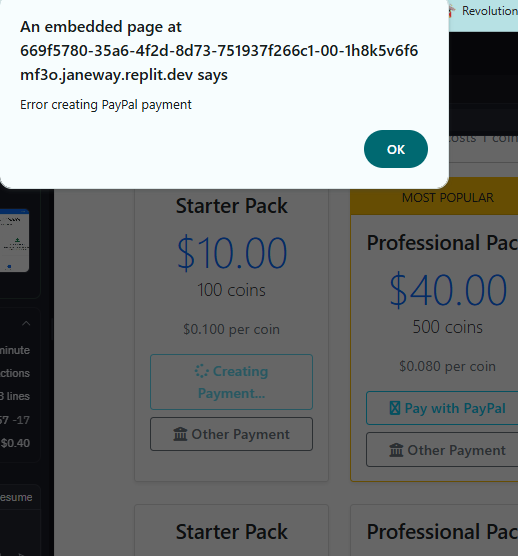 Revolution
An embedded page at
669f5780-35a6-4f2d-8d73-751937f266c1-00-1h8k5v6f6
mf3o.janeway.replit.dev says
Error creating PayPal payment
OK
costs 1 coin
MOST POPULAR
Starter Pack
Professional Pac
$10.00
$40.00
100 coins
500 coins
$0.100 per coin
$0.080 per coin
Creating
Payment...
Pay with PayPal
Other Payment
Other Payment
minute
ctions
3 lines
57 -17
$0.40
esume
Starter Pack
Professional Pac